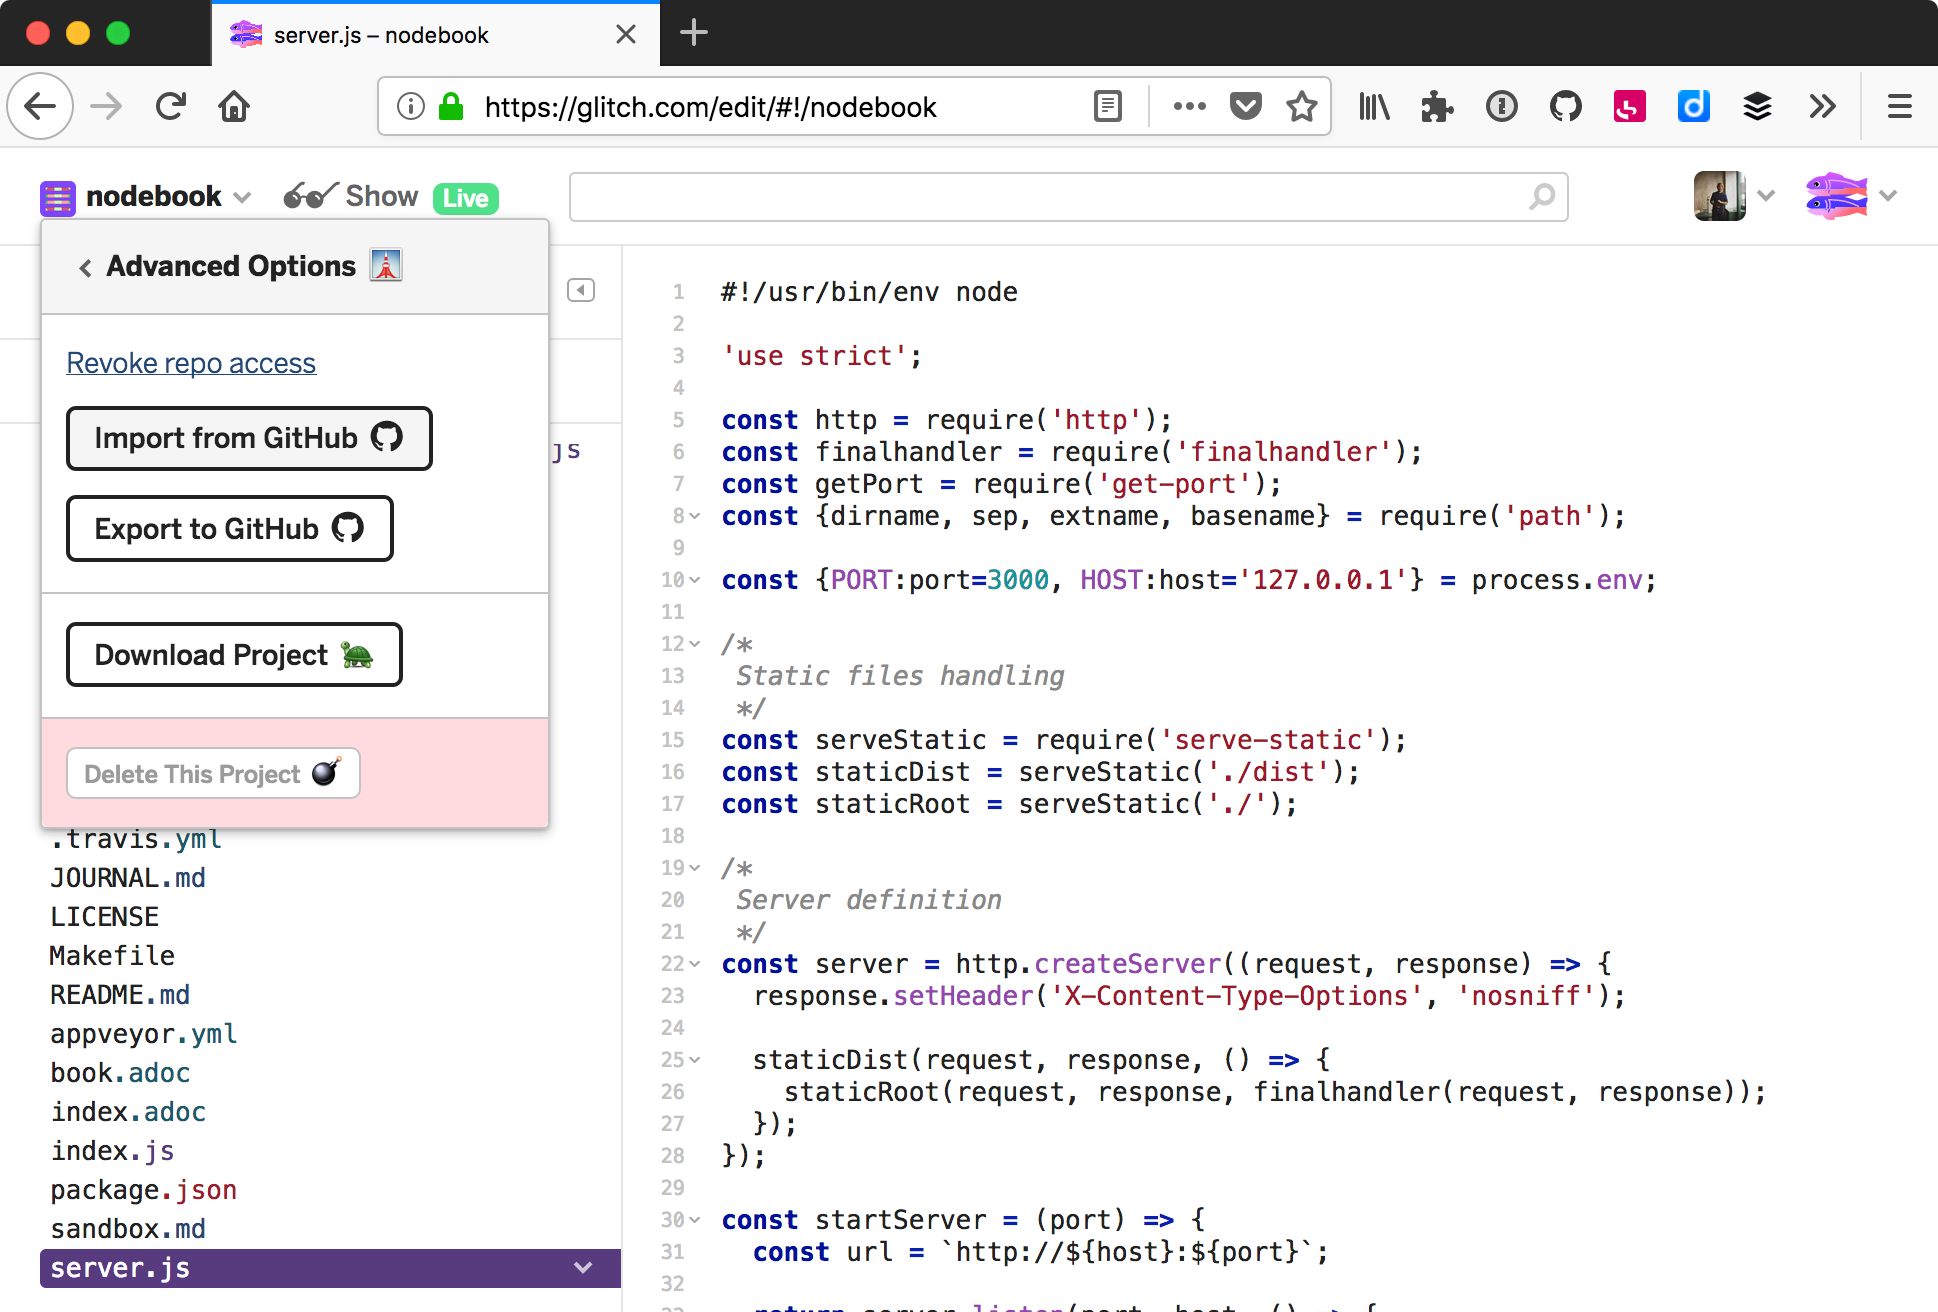 server.js – nodebook
https://glitch.com/edit/#!/nodebook
nodebook
Show
Live
Advanced Options
Revoke repo access
Import from GitHub
Export to GitHub
Download Project
Delete This Project
js
.travis.yml
JOURNAL.md
LICENSE
Makefile
README.md
appveyor.yml
book.adoc
index.adoc
index.js
package.json
sandbox.md
server.js
1 #!/usr/bin/env node
2
3 'use strict';
4
5 const http = require('http');
6 const finalhandler = require('finalhandler');
7 const getPort = require('get-port');
8 const {dirname, sep, extname, basename} = require('path');
9
10 const {PORT:port=3000, HOST:host='127.0.0.1'} = process.env;
11
12 /*
13 Static files handling
14 */
15 const serveStatic = require('serve-static');
16 const staticDist = serveStatic('./dist');
17 const staticRoot = serveStatic('./');
18
19 /*
20 Server definition
21 */
22 const server = http.createServer((request, response) => {
23 response.setHeader('X-Content-Type-Options', 'nosniff');
24
25 staticDist(request, response, () => {
26 staticRoot(request, response, finalhandler(request, response));
27 });
28 });
29
30 const startServer = (port) => {
31 const url = `http://${host}:${port}`;
32
33 return server.listen(port, host, () => {